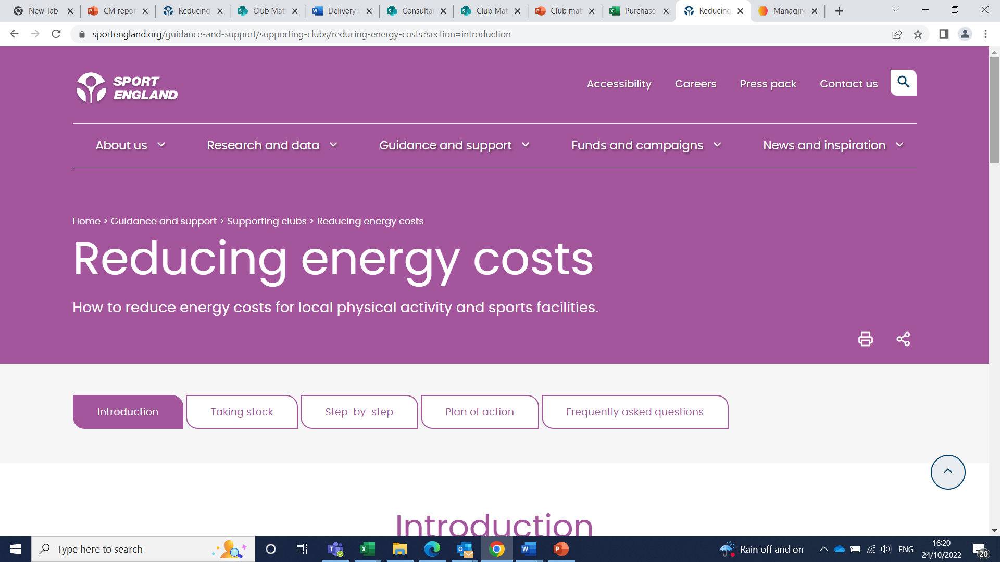 New Tab
CM repor
Reducing
Club Mat
Delivery
Consultan
Club Mat
Club mat
Purchase
Reducing
Managing
sportengland.org/guidance-and-support/supporting-clubs/reducing-energy-costs?section=introduction
SPORT
ENGLAND
Accessibility
Careers
Press pack
Contact us
About us
Research and data
Guidance and support
Funds and campaigns
News and inspiration
Home > Guidance and support > Supporting clubs > Reducing energy costs
Reducing energy costs
How to reduce energy costs for local physical activity and sports facilities.
Introduction
Taking stock
Step-by-step
Plan of action
Frequently asked questions
Introduction
Type here to search
Rain off and on
ENG
16:20
24/10/2022
20